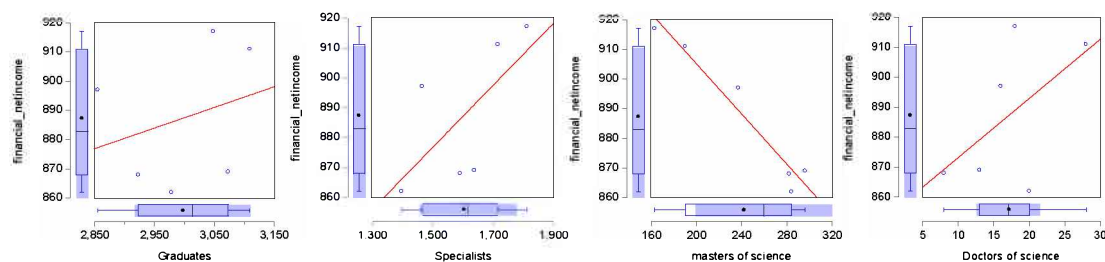 920 920 920 920
910 910 910 910
900 900 900 900
890 890 890 890
880 880 880 880
870 870 870 870
860 860 860 860
financial_netincome financial_netincome financial_netincome financial_netincome
2,850 2,950 3,050 3,150 1.300 1,500 1,700 1,900 160 200 240 280 320 5 10 15 20 25 30
Graduates Specialists masters of science Doctors of science